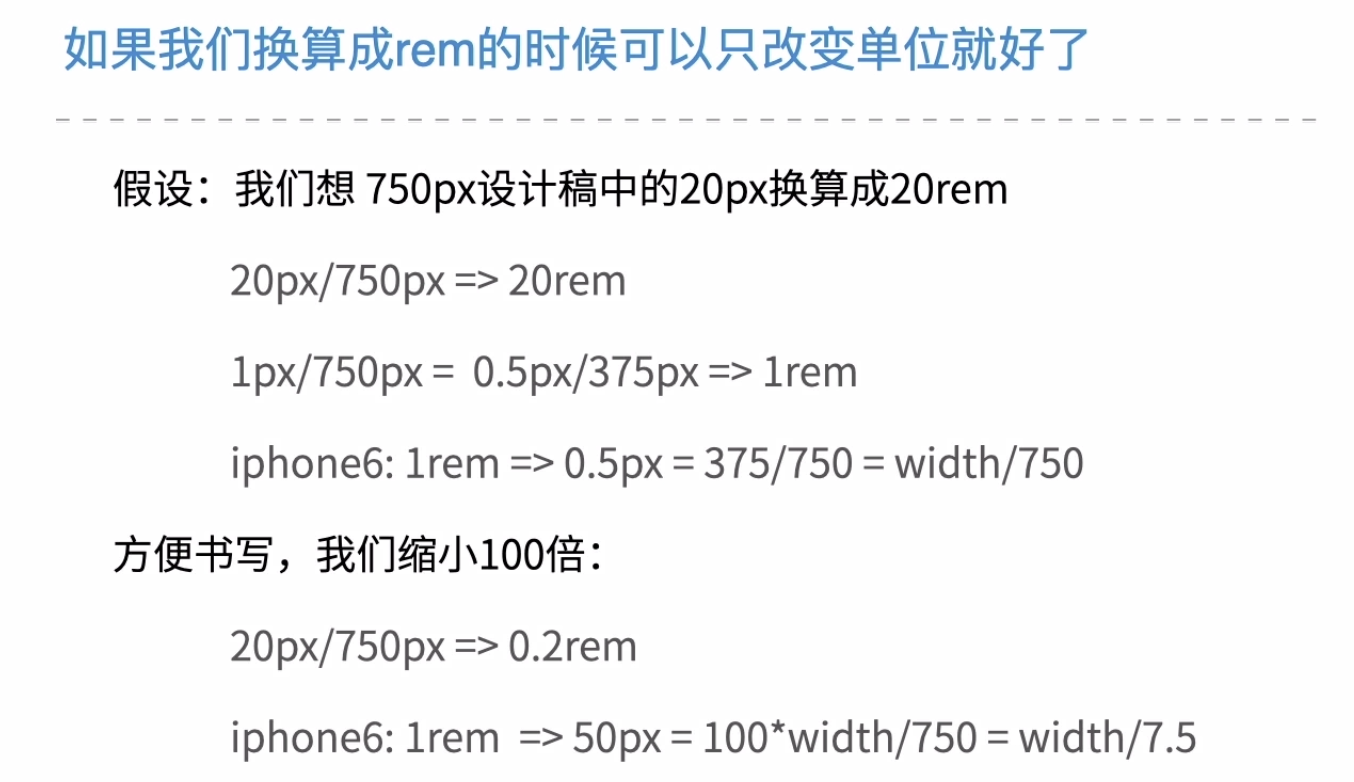 如果我们换算成rem的时候可以只改变单位就好了
假设：我们想 750px设计稿中的20px换算成20rem
20px/750px => 20rem
1px/750px = 0.5px/375px => 1rem
iphone6: 1rem => 0.5px = 375/750 = width/750
方便书写，我们缩小100倍：
20px/750px => 0.2rem
iphone6: 1rem => 50px = 100*width/750 = width/7.5